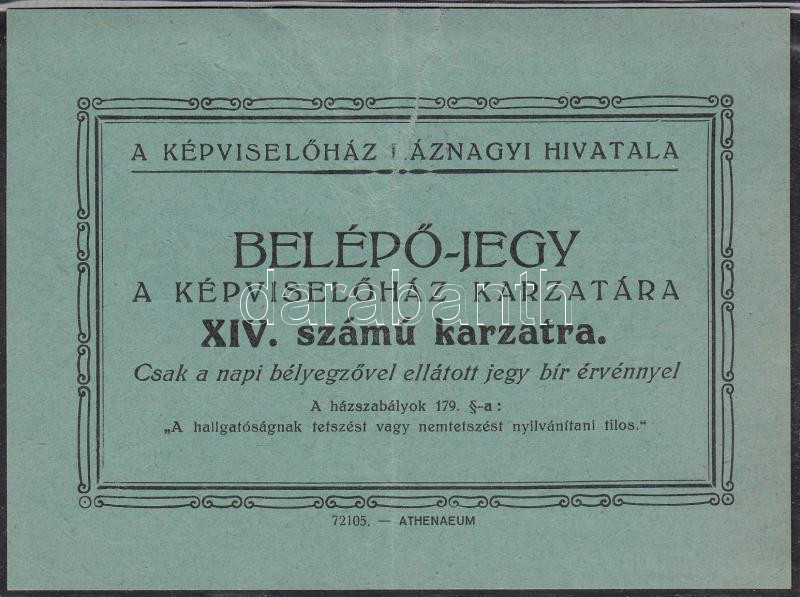 A KÉPVISELŐHÁZ HÁZNAGYI HIVATALA
BELÉPŐ-JEGY
A KÉPVISELŐHÁZ KARZATÁRA
darabanth
XIV. számú karzatra.
Csak a napi bélyegzővel ellátott jegy bír érvénnyel
A házszabályok 179. §-a:
„A hallgatóságnak tetszést vagy nemtetszést nyilvánítani tilos.“
72105. — ATHENAEUM